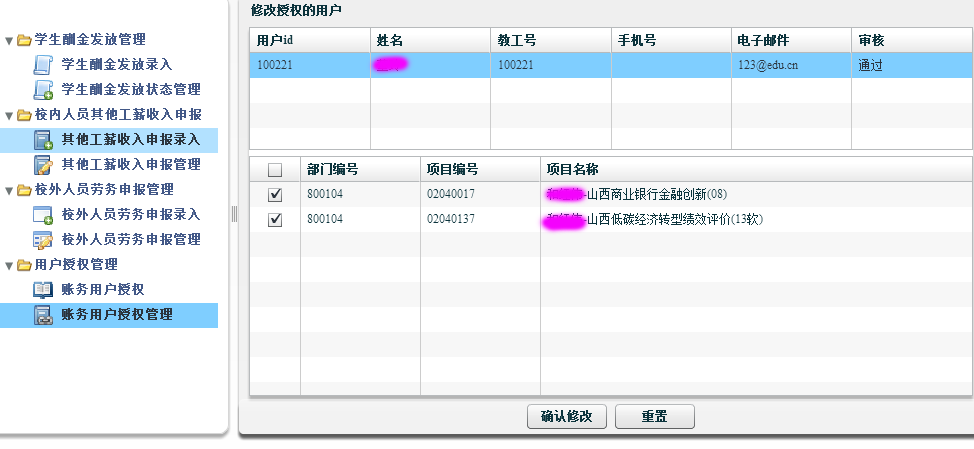 学生酬金发放管理
学生酬金发放录入
学生酬金发放状态管理
校内人员其他工薪收入申报
其他工薪收入申报录入
其他工薪收入申报管理
校外人员劳务申报管理
校外人员劳务申报录入
校外人员劳务申报管理
用户授权管理
账务用户授权
账务用户授权管理
修改授权的用户
用户id 姓名 教工号 手机号 电子邮件 审核
100221 100221 123@edu.cn 通过
部门编号 项目编号 项目名称
800104 02040017 -山西商业银行金融创新(08)
800104 02040137 -山西低碳经济转型绩效评价(13软)
确认修改 重置